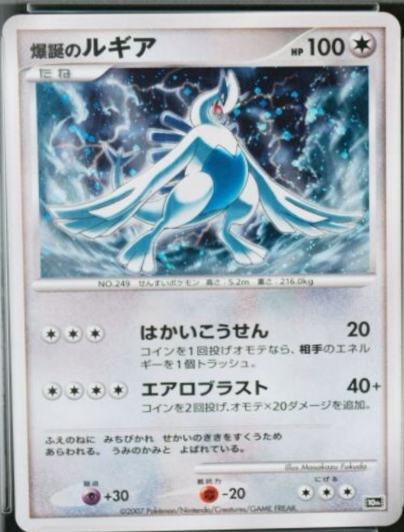 爆誕のルギア HP 100
たね
NO.249 せんすいポケモン 高さ:5.2m 重さ:216.0kg
はかいこうせん 20
コインを1回投げオモテなら、相手のエネル
ギーを1個トラッシュ。
エアロブラスト 40+
コインを2回投げ、オモテ×20ダメージを追加。
ふえのねに みちびかれ せかいのききをすくうため
あらわれる。 うみのかみと よばれている。
Illus. Masakazu Fukuda
弱点 +30 抵抗力 -20 にげる
©2007 Pokémon/Nintendo/Creatures/GAME FREAK.